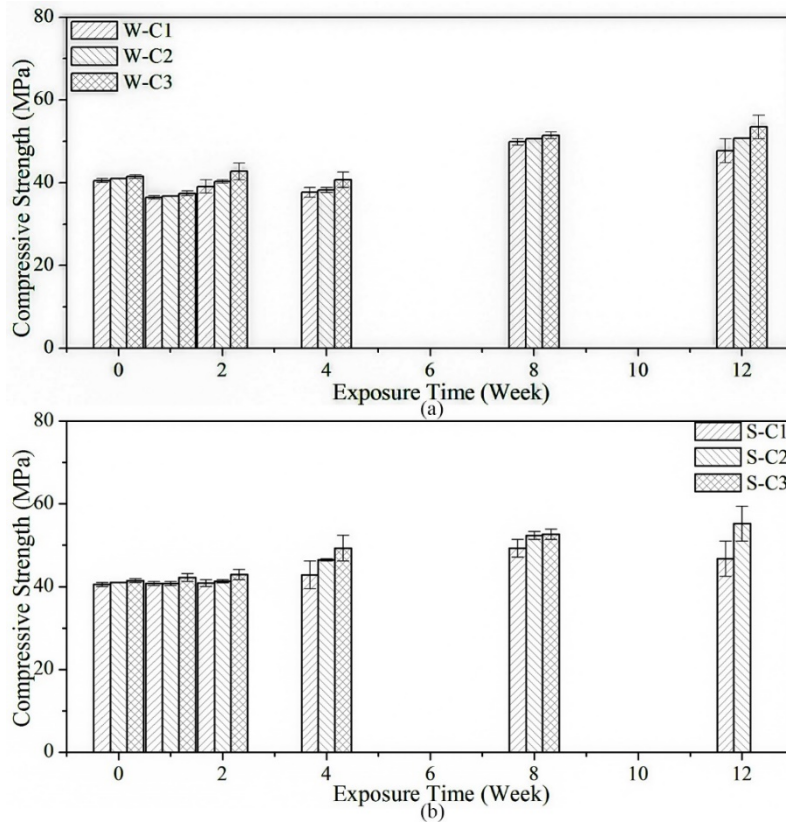 80
W-C1
W-C2
W-C3
60
40
20
0
Compressive Strength (MPa)
0 2 4 6 8 10 12
Exposure Time (Week)
(a)
80
S-C1
S-C2
S-C3
60
40
20
0
Compressive Strength (MPa)
0 2 4 6 8 10 12
Exposure Time (Week)
(b)